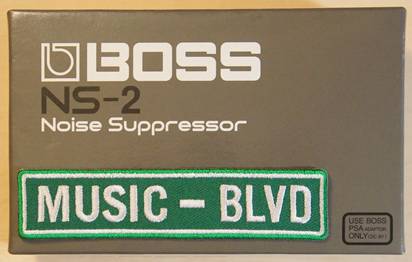 BOSS
NS-2
Noise Suppressor
MUSIC - BLVD
USE BOSS
PSA ADAPTOR
ONLY